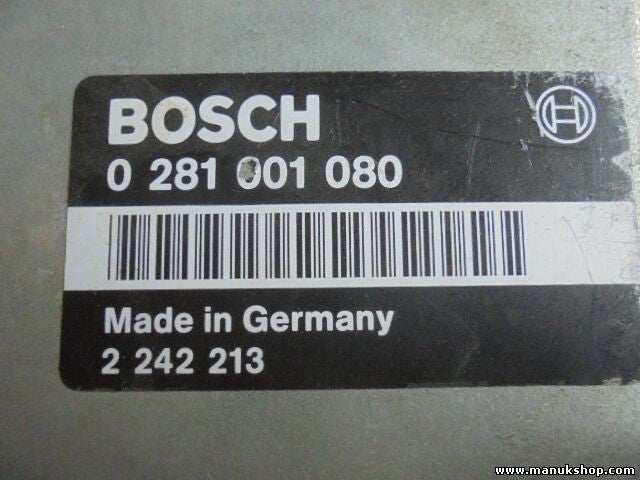 BOSCH
0 281 001 080
Made in Germany
2 242 213
www.manukshop.com